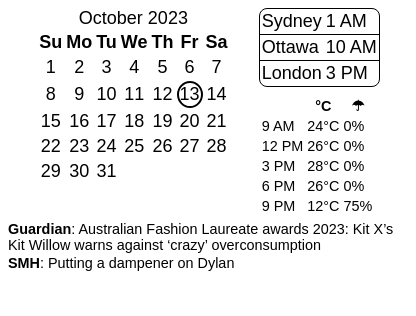 October 2023
Su Mo Tu We Th Fr Sa
1 2 3 4 5 6 7
8 9 10 11 12 13 14
15 16 17 18 19 20 21
22 23 24 25 26 27 28
29 30 31
Sydney 1 AM
Ottawa 10 AM
London 3 PM
°C ☂
9 AM 24°C 0%
12 PM 26°C 0%
3 PM 28°C 0%
6 PM 26°C 0%
9 PM 12°C 75%
Guardian: Australian Fashion Laureate awards 2023: Kit X’s
Kit Willow warns against ‘crazy’ overconsumption
SMH: Putting a dampener on Dylan